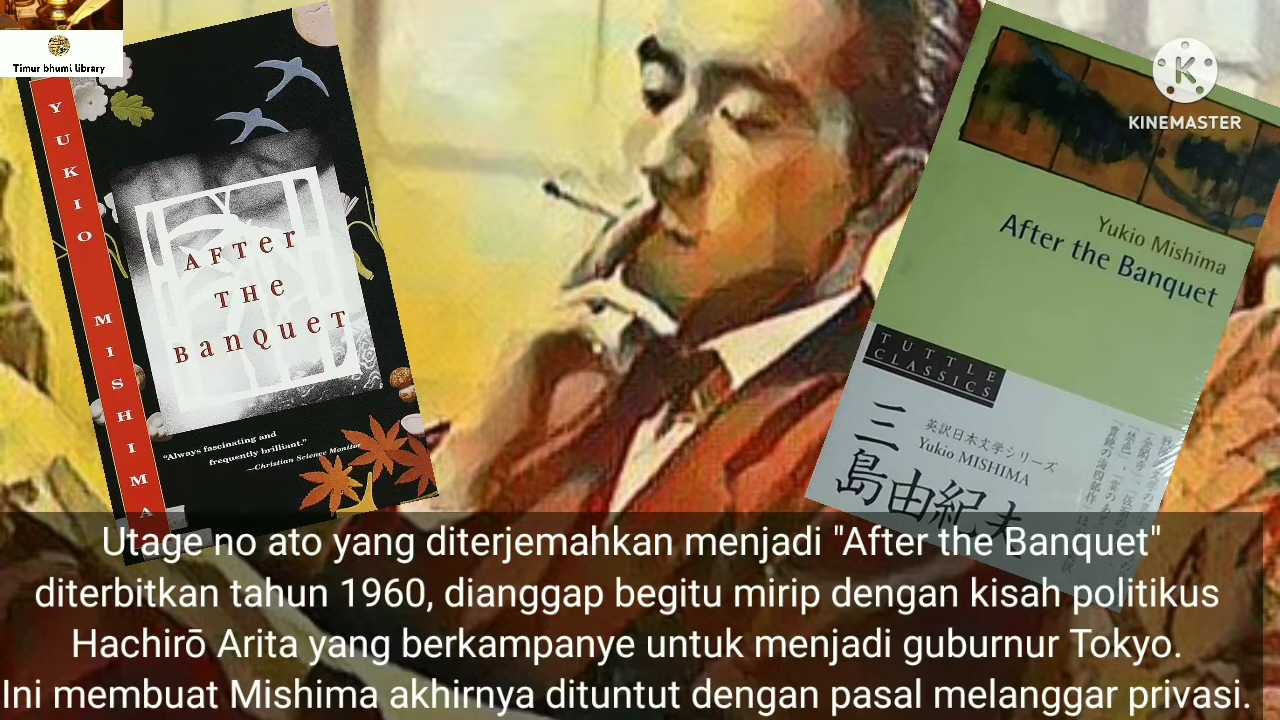 Timur bhumi library
YUKIO MISHIMA
AFTER
THE
BANQUET
"Always fascinating and
frequently brilliant."
—Christian Science Monitor
KINEMASTER
Yukio Mishima
After the Banquet
TUTTLE
CLASSICS
英訳日本文学シリーズ
Yukio MISHIMA
三島由紀夫
Utage no ato yang diterjemahkan menjadi "After the Banquet"
diterbitkan tahun 1960, dianggap begitu mirip dengan kisah politikus
Hachirō Arita yang berkampanye untuk menjadi guburnur Tokyo.
Ini membuat Mishima akhirnya dituntut dengan pasal melanggar privasi.